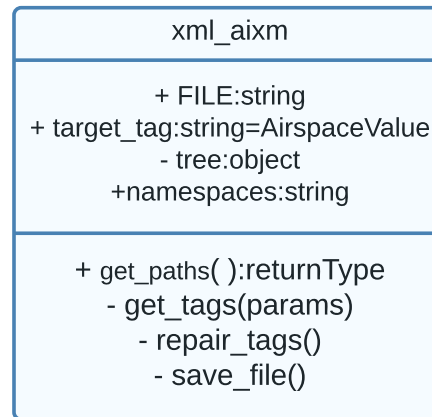 xml_aixm
+ FILE:string
+ target_tag:string=AirspaceValue
- tree:object
+namespaces:string
+ get_paths( ):returnType
- get_tags(params)
- repair_tags()
- save_file()